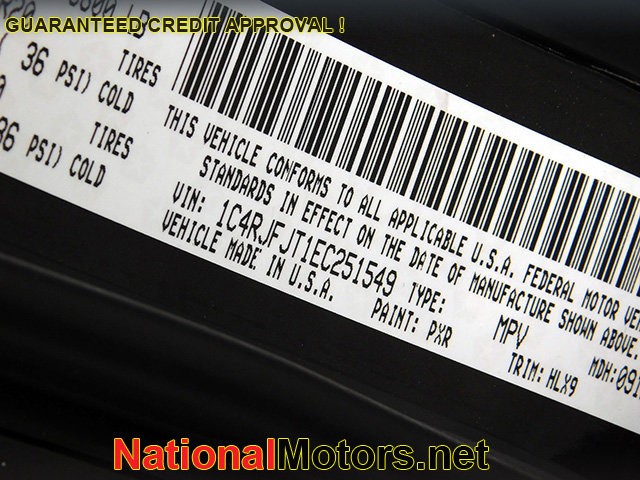 GUARANTEED CREDIT APPROVAL !
36 PSI) COLD
TIRES
36 PSI) COLD
TIRES
THIS VEHICLE CONFORMS TO ALL APPLICABLE U.S.A. FEDERAL MOTOR
STANDARDS IN EFFECT ON THE DATE OF MANUFACTURE SHOWN ABOVE.
VIN: 1C4RJFJT1EC251549 TYPE: MPV MDH:
VEHICLE MADE IN U.S.A. PAINT: PXR TRIM: HLX9
NationalMotors.net